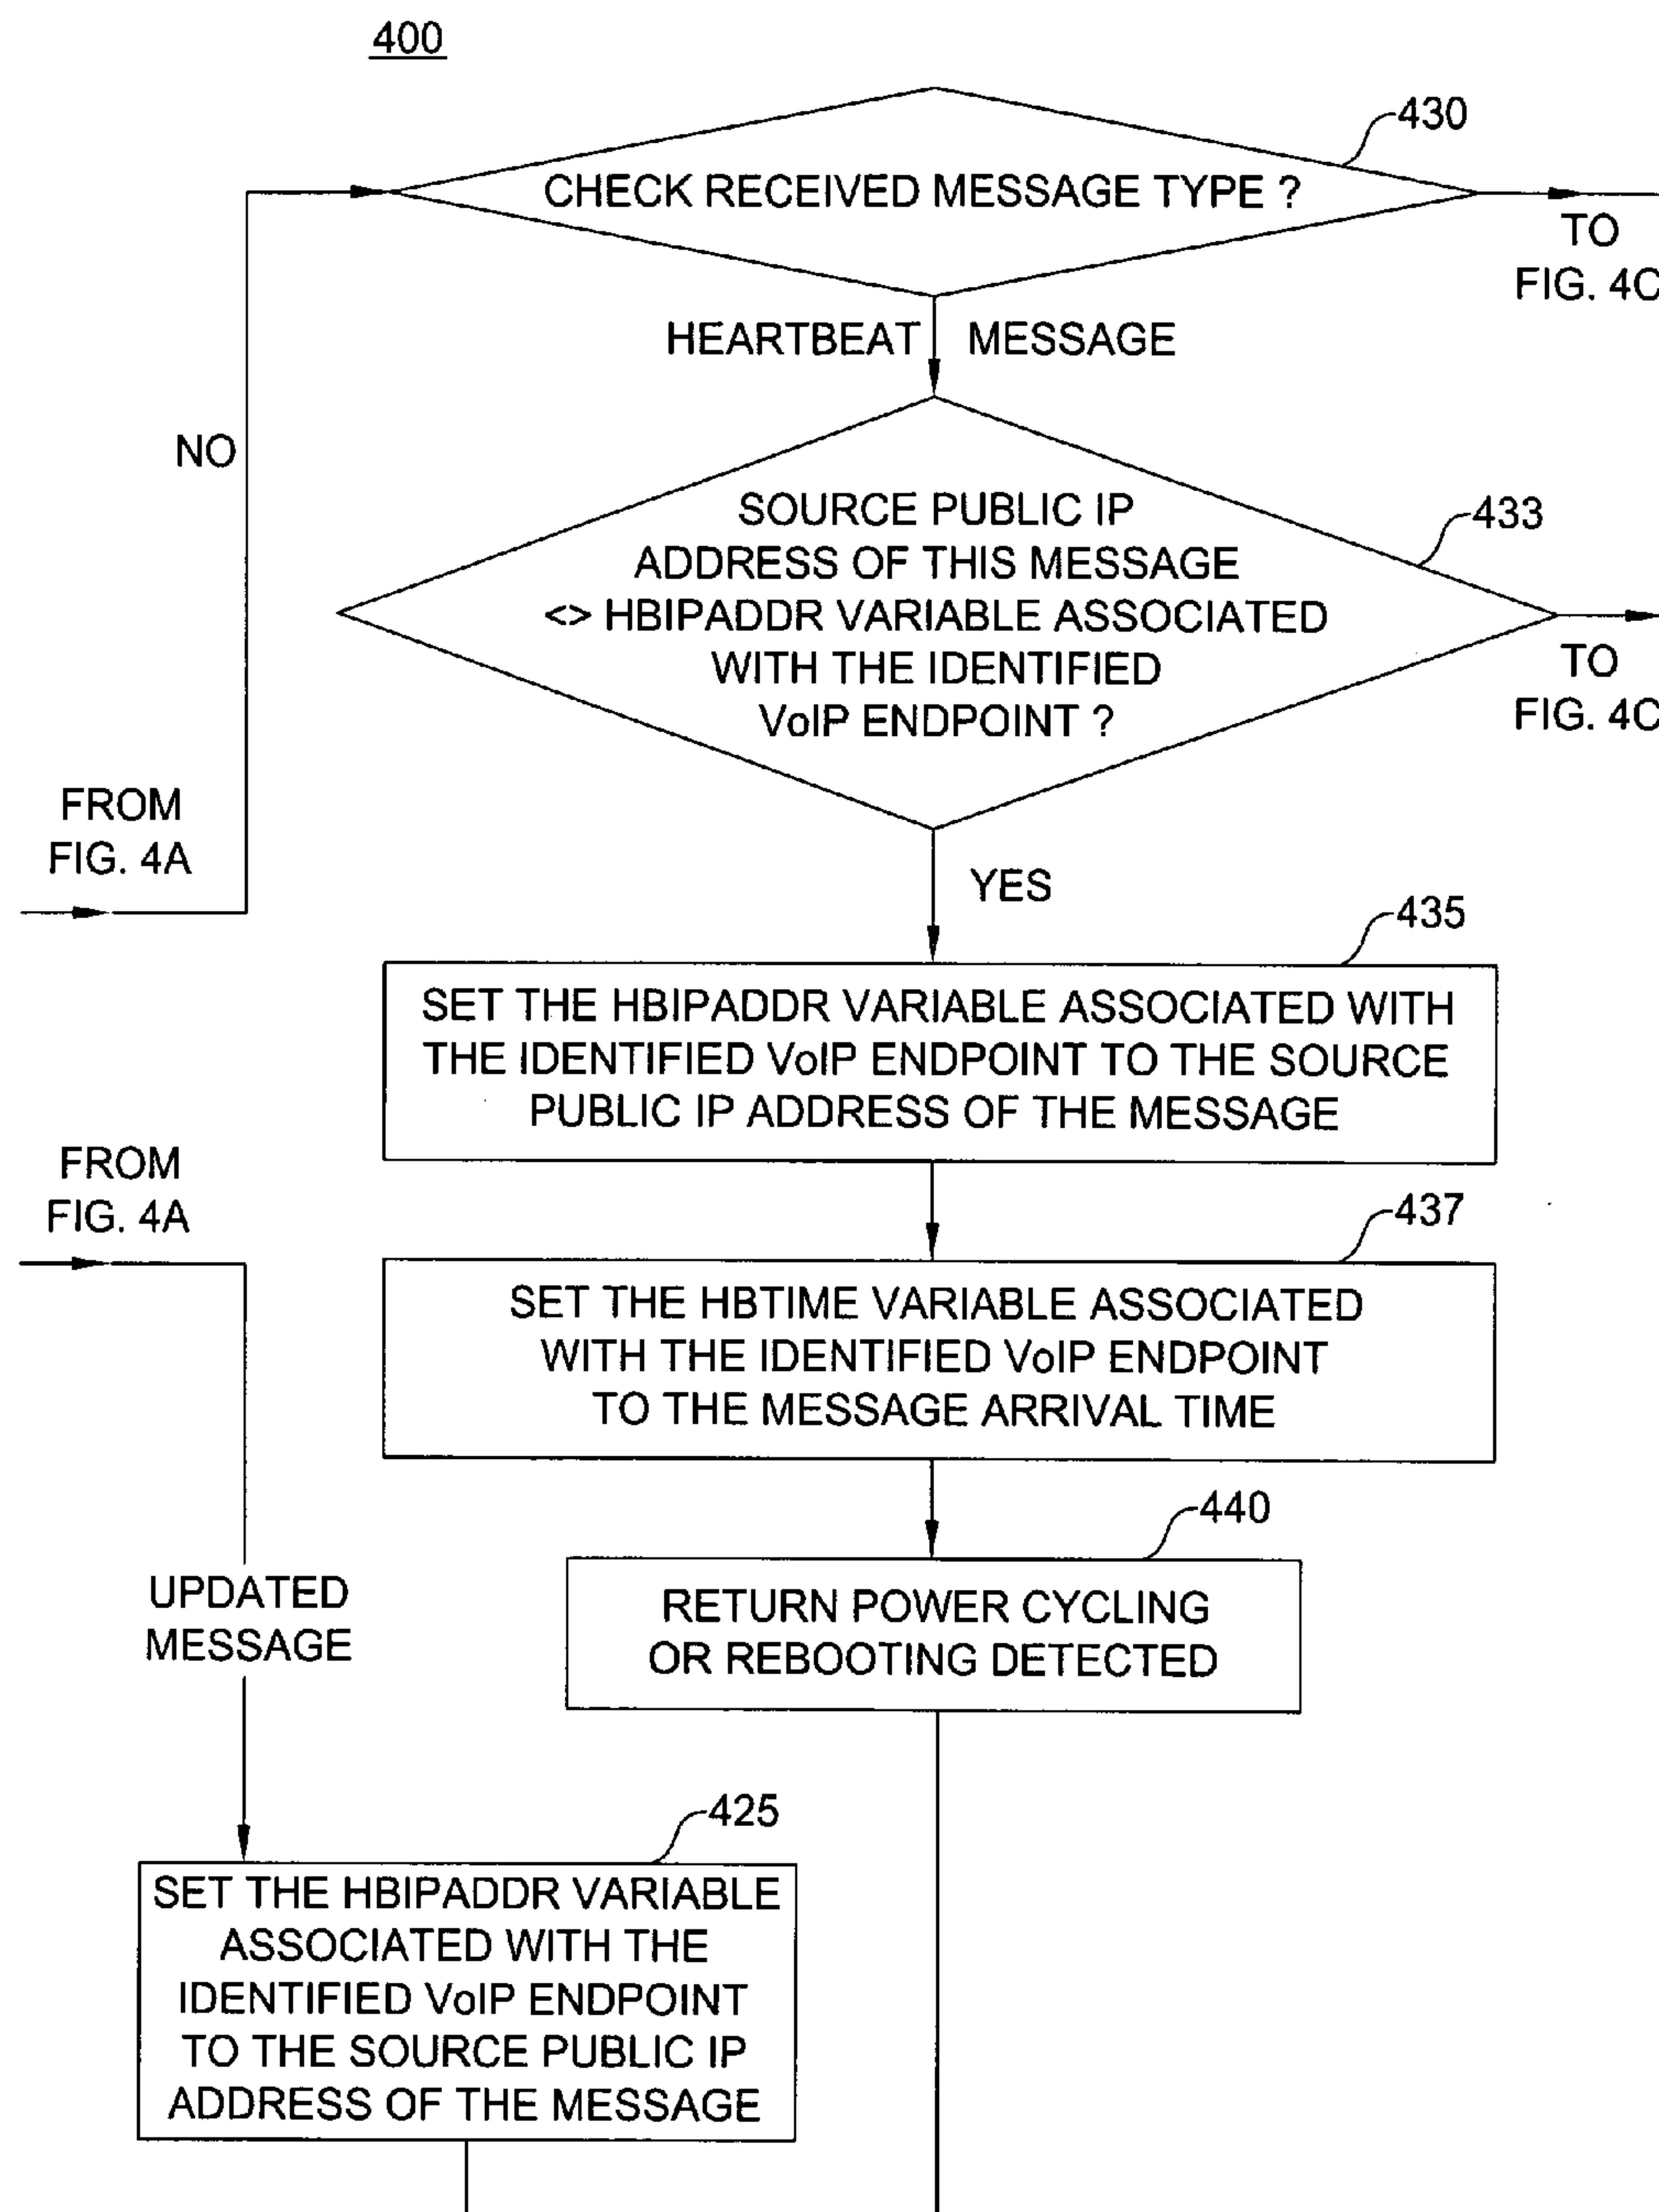 400
430
CHECK RECEIVED MESSAGE TYPE ?
TO
FIG. 4C
HEARTBEAT MESSAGE
NO
433
SOURCE PUBLIC IP
ADDRESS OF THIS MESSAGE
<> HBIPADDR VARIABLE ASSOCIATED
WITH THE IDENTIFIED
VoIP ENDPOINT ?
TO
FIG. 4C
FROM
FIG. 4A
YES
435
SET THE HBIPADDR VARIABLE ASSOCIATED WITH
THE IDENTIFIED VoIP ENDPOINT TO THE SOURCE
PUBLIC IP ADDRESS OF THE MESSAGE
FROM
FIG. 4A
437
SET THE HBTIME VARIABLE ASSOCIATED
WITH THE IDENTIFIED VoIP ENDPOINT
TO THE MESSAGE ARRIVAL TIME
440
RETURN POWER CYCLING
OR REBOOTING DETECTED
UPDATED
MESSAGE
425
SET THE HBIPADDR VARIABLE
ASSOCIATED WITH THE
IDENTIFIED VoIP ENDPOINT
TO THE SOURCE PUBLIC IP
ADDRESS OF THE MESSAGE